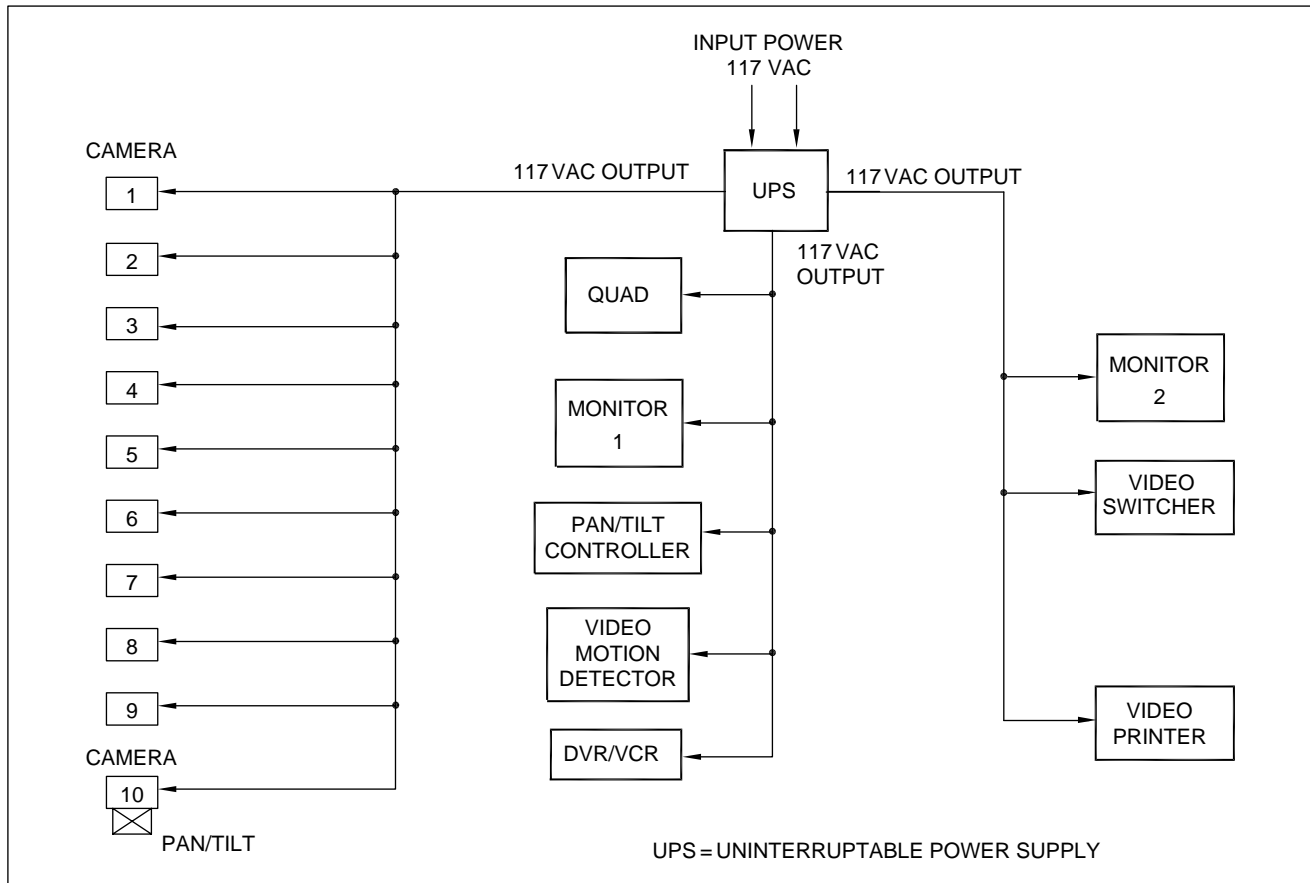 INPUT POWER
117 VAC
CAMERA
117 VAC OUTPUT
UPS
117 VAC OUTPUT
1
117 VAC
OUTPUT
2
QUAD
3
MONITOR
2
4
MONITOR
1
5
VIDEO
SWITCHER
6
PAN/TILT
CONTROLLER
7
VIDEO
MOTION
DETECTOR
8
9
VIDEO
PRINTER
CAMERA
DVR/VCR
10
PAN/TILT
UPS = UNINTERRUPTABLE POWER SUPPLY